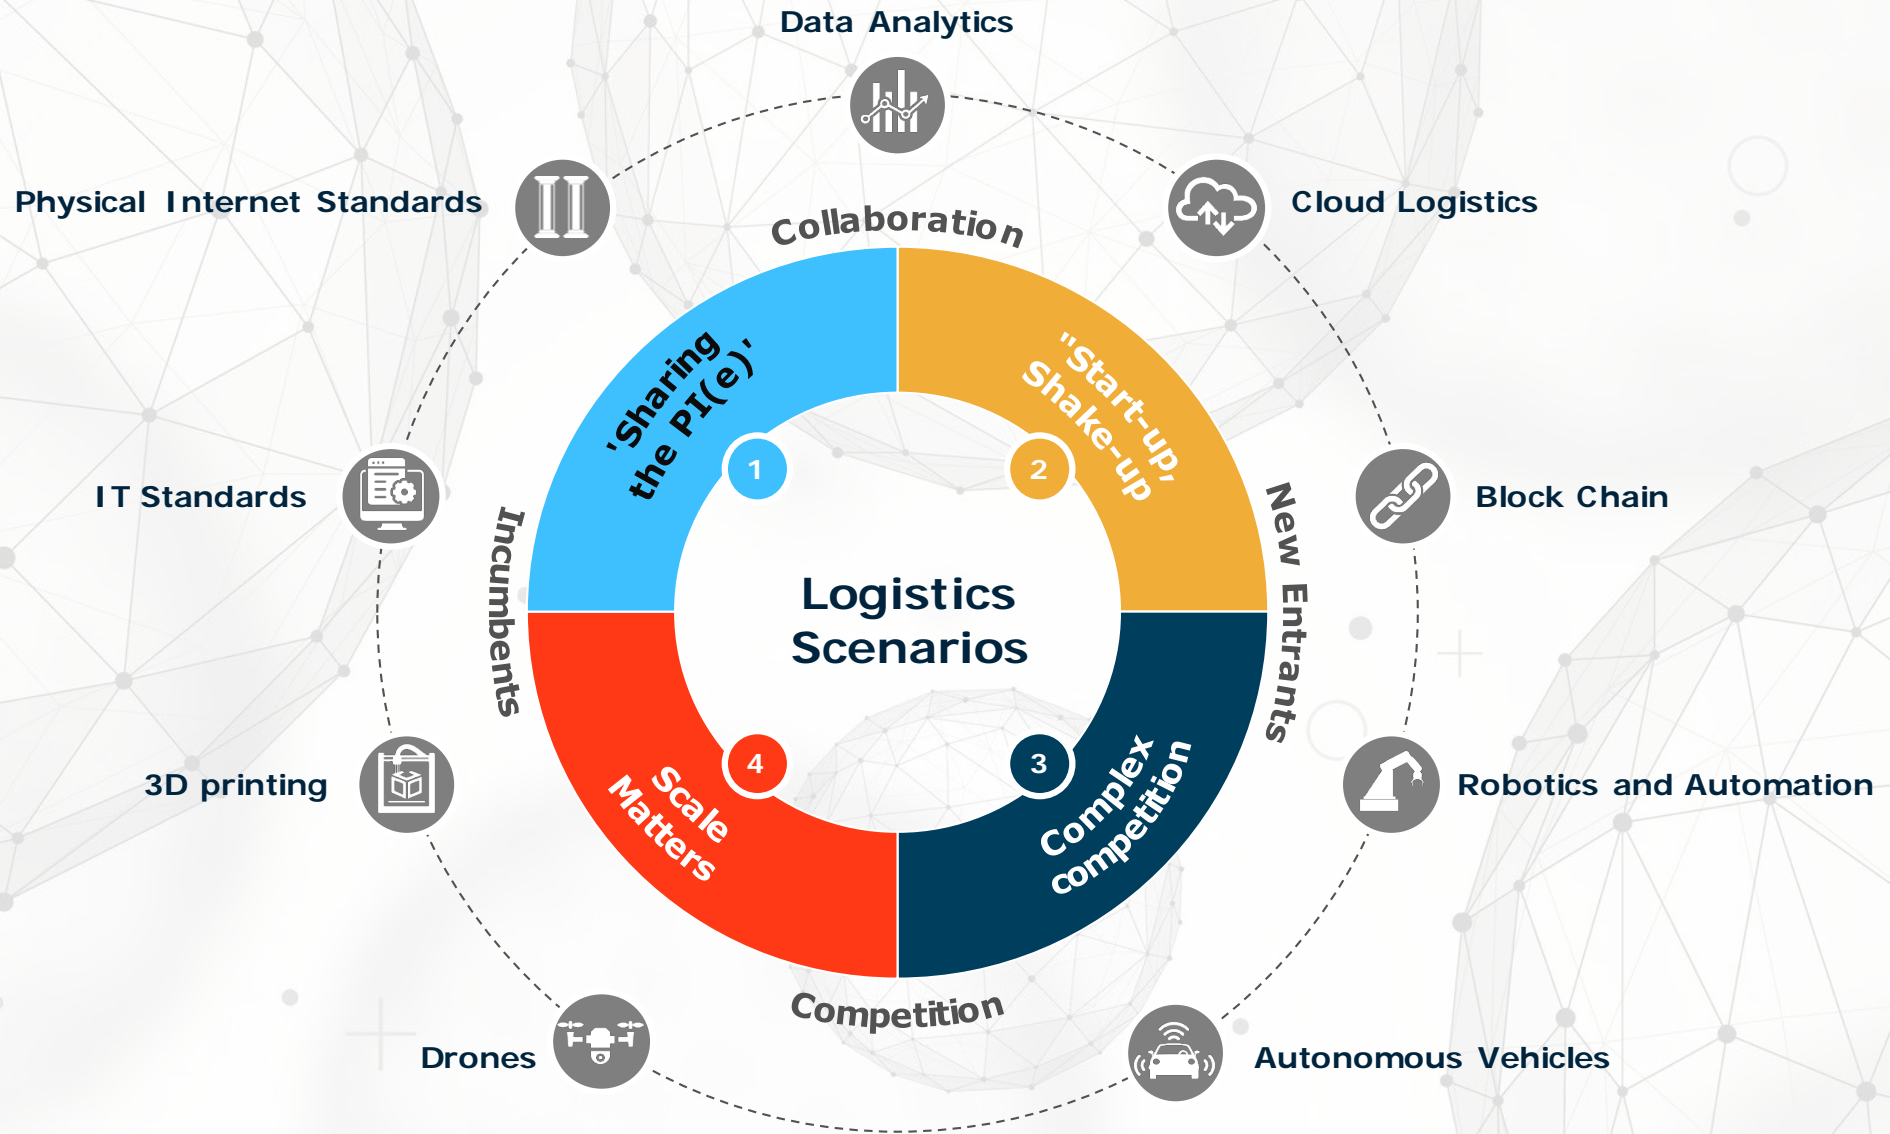 Data Analytics
Physical Internet Standards
Cloud Logistics
Collaboration
'Sharing
the PI(e)'
"Start-up,
Shake-up
1
2
IT Standards
Block Chain
Incumbents
New Entrants
Logistics
Scenarios
3D printing
Robotics and Automation
4
3
Scale
Matters
Complex
competition
Competition
Drones
Autonomous Vehicles